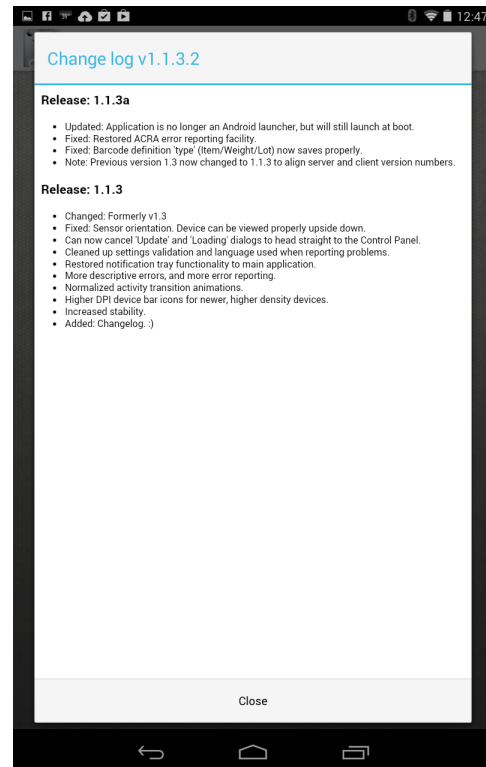 12:47
Change log v1.1.3.2
Release: 1.1.3a
Updated: Application is no longer an Android launcher, but will still launch at boot.
Fixed: Restored ACRA error reporting facility.
Fixed: Barcode definition 'type' (Item/Weight/Lot) now saves properly.
Note: Previous version 1.3 now changed to 1.1.3 to align server and client version numbers.
Release: 1.1.3
Changed: Formerly v1.3
Fixed: Sensor orientation. Device can be viewed properly upside down.
Can now cancel 'Update' and 'Loading' dialogs to head straight to the Control Panel.
Cleaned up settings validation and language used when reporting problems.
Restored notification tray functionality to main application.
More descriptive errors, and more error reporting.
Normalized activity transition animations.
Higher DPI device bar icons for newer, higher density devices.
Increased stability.
Added: Changelog. :)
Close